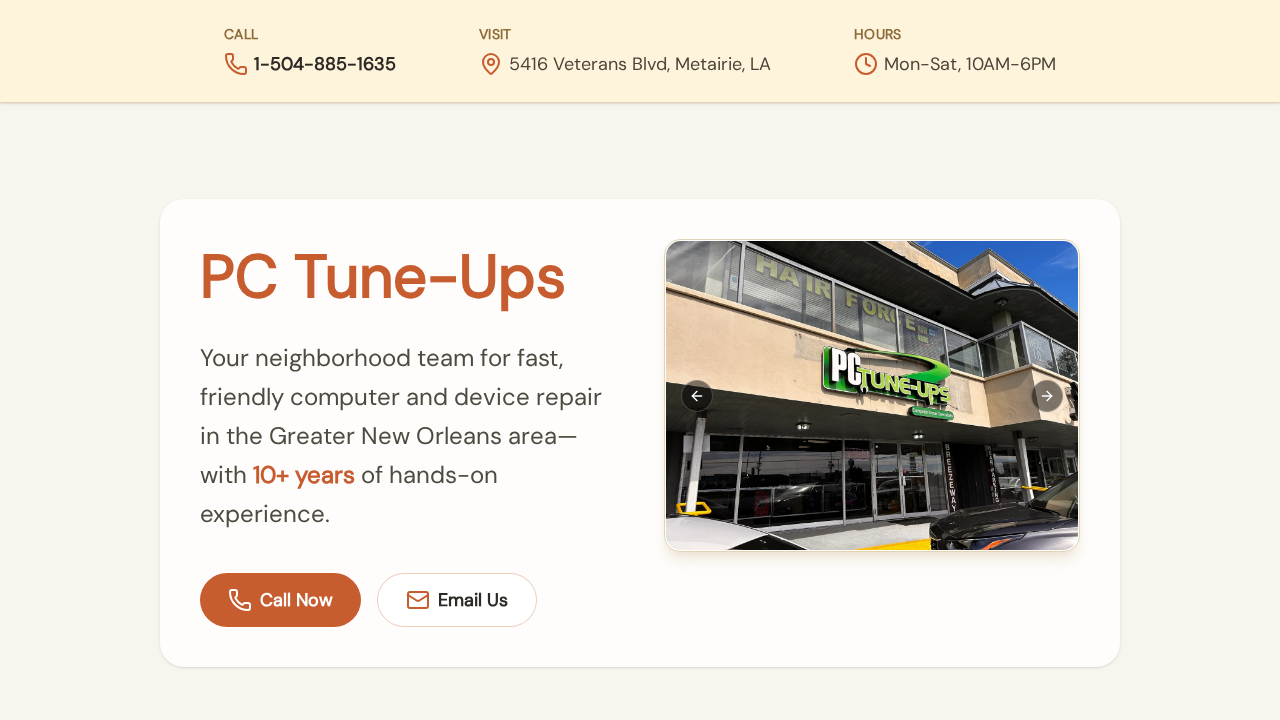 CALL
1-504-885-1635
VISIT
5416 Veterans Blvd, Metairie, LA
HOURS
Mon-Sat, 10AM-6PM
PC Tune-Ups
Your neighborhood team for fast,
friendly computer and device repair
in the Greater New Orleans area—
with 10+ years of hands-on
experience.
Call Now
Email Us
HAIR FORCE
PC
TUNE-UPS
BREEZEWAY